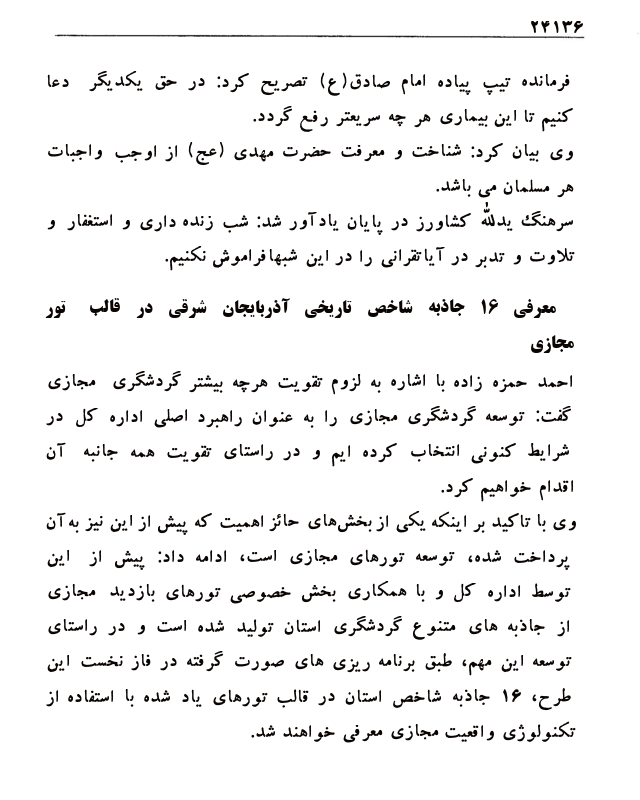 ۲۴۱۳۶
فرمانده تیپ پیاده امام صادق(ع) تصریح کرد: در حق یکدیگر دعا
کنیم تا این بیماری هر چه سریعتر رفع گردد.
وی بیان کرد: شناخت و معرفت حضرت مهدی (عج) از اوجب واجبات
هر مسلمان می باشد.
سرهنگ یدالله کشاورز در پایان یادآور شد: شب زنده داری و استغفار و
تلاوت و تدبر در آیاتقرانی را در این شبهافراموش نکنیم.
معرفی ۱۶ جاذبه شاخص تاریخی آذربایجان شرقی در قالب تور
مجازی
احمد حمزه زاده با اشاره به لزوم تقویت هرچه بیشتر گردشگری مجازی
گفت: توسعه گردشگری مجازی را به عنوان راهبرد اصلی اداره کل در
شرایط کنونی انتخاب کرده ایم و در راستای تقویت همه جانبه آن
اقدام خواهیم کرد.
وی با تاکید بر اینکه یکی از بخش‌های حائز اهمیت که پیش از این نیز به آن
پرداخت شده، توسعه تورهای مجازی است، ادامه داد: پیش از این
توسط اداره کل و با همکاری بخش خصوصی تورهای بازدید مجازی
از جاذبه های متنوع گردشگری استان تولید شده است و در راستای
توسعه این مهم، طبق برنامه ریزی های صورت گرفته در فاز نخست این
طرح، ۱۶ جاذبه شاخص استان در قالب تورهای یاد شده با استفاده از
تکنولوژی واقعیت مجازی معرفی خواهند شد.